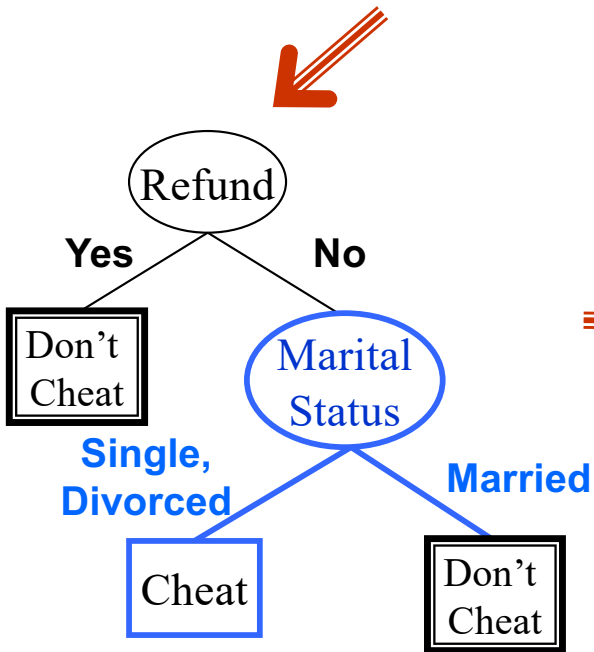 Refund
Yes
No
Don’t
Cheat
Marital
Status
Single,
Divorced
Married
Cheat
Don’t
Cheat